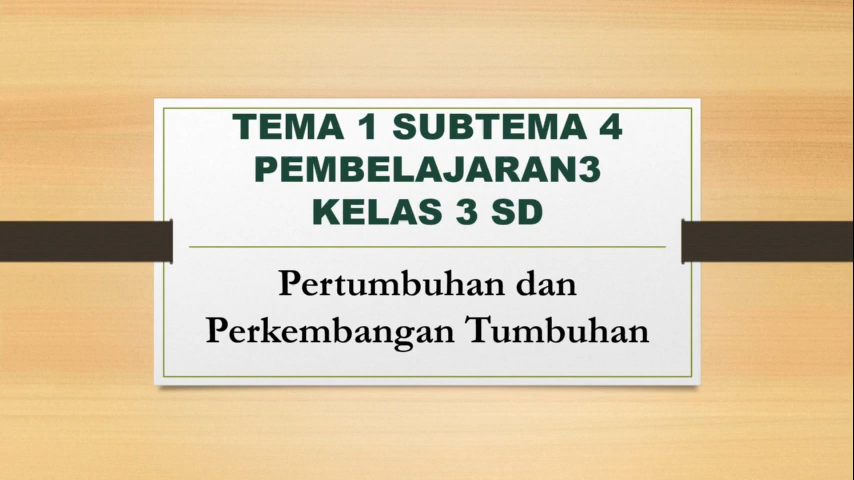 TEMA 1 SUBTEMA 4
PEMBELAJARAN3
KELAS 3 SD
Pertumbuhan dan
Perkembangan Tumbuhan